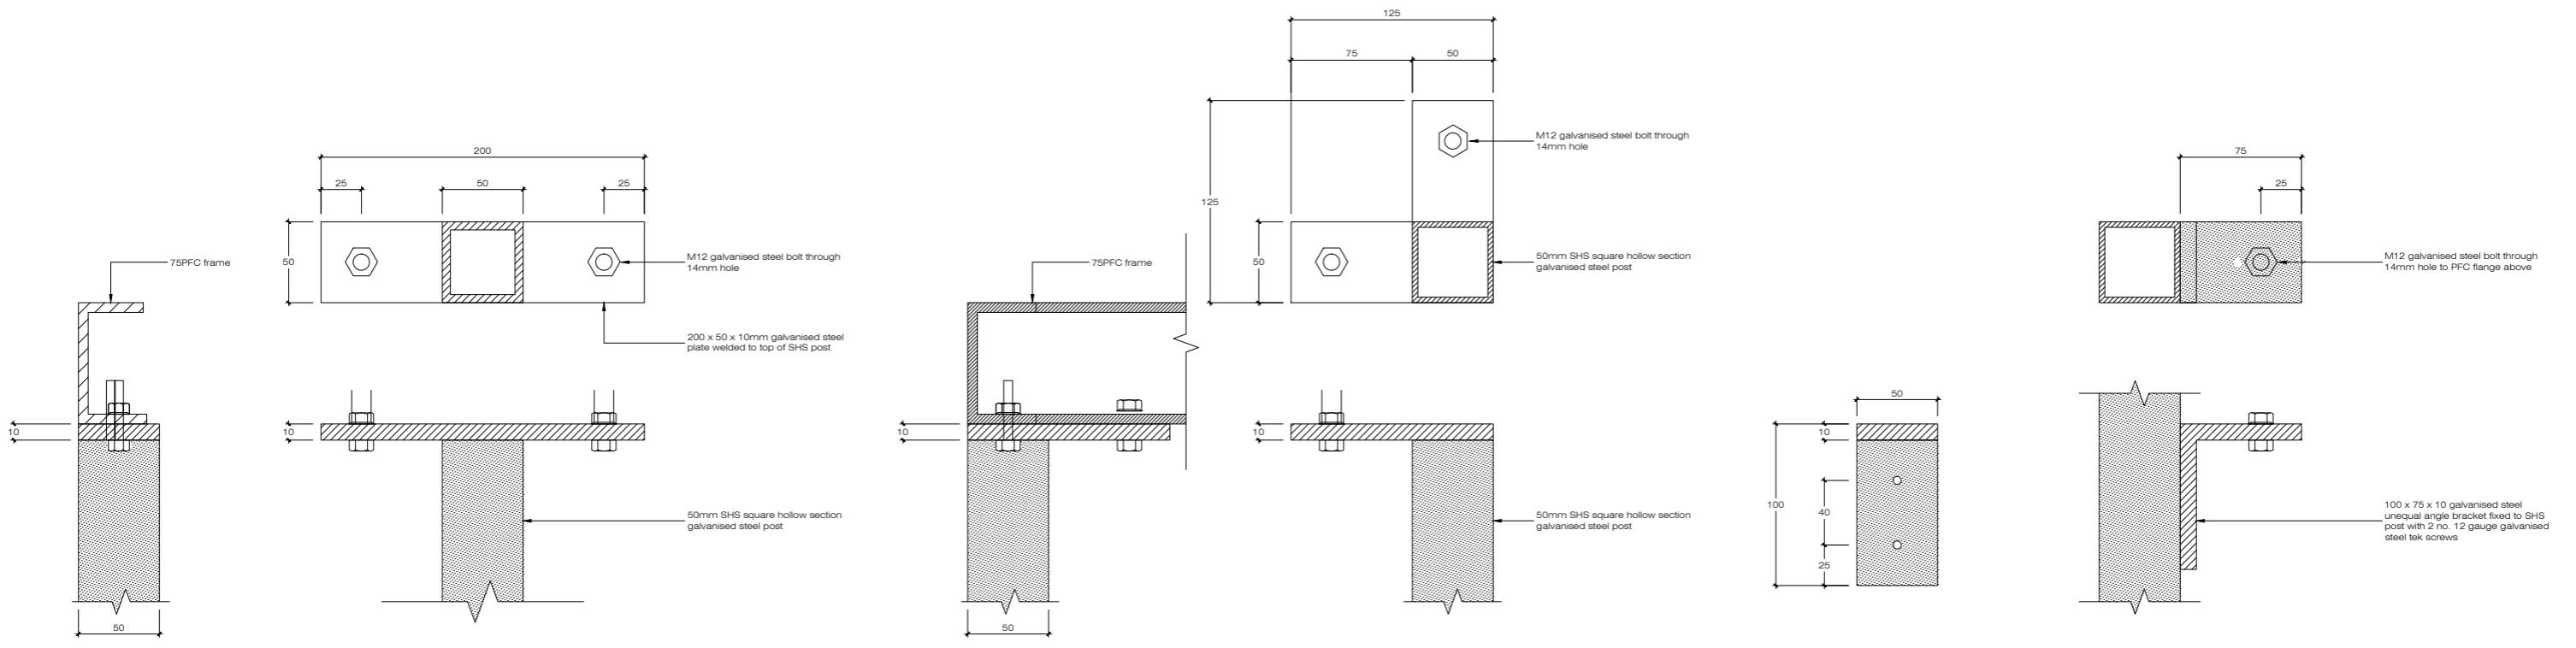 200
25
50
25
50
75PFC frame
M12 galvanised steel bolt through
14mm hole
200 x 50 x 10mm galvanised steel
plate welded to top of SHS post
10
10
50mm SHS square hollow section
galvanised steel post
50
125
75
50
125
M12 galvanised steel bolt through
14mm hole
50
75PFC frame
50mm SHS square hollow section
galvanised steel post
10
10
50mm SHS square hollow section
galvanised steel post
50
75
25
M12 galvanised steel bolt through
14mm hole to PFC flange above
50
10
100
40
25
100 x 75 x 10 galvanised steel
unequal angle bracket fixed to SHS
post with 2 no. 12 gauge galvanised
steel tek screws